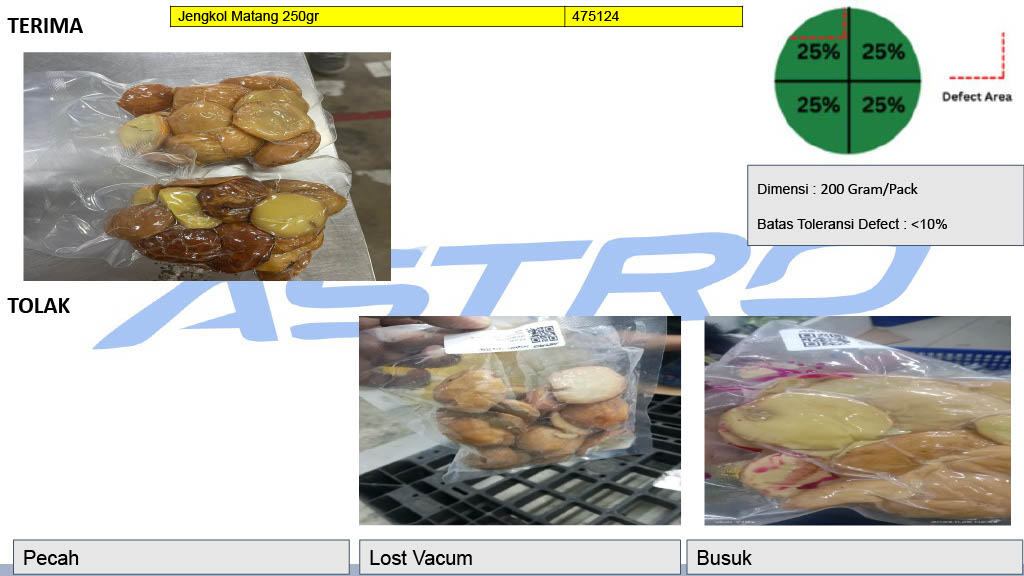 TERIMA
Jengkol Matang 250gr 475124
25% 25%
25% 25%
Defect Area
Dimensi : 200 Gram/Pack
Batas Toleransi Defect : <10%
ASTRO
TOLAK
Pecah
Lost Vacum
Busuk